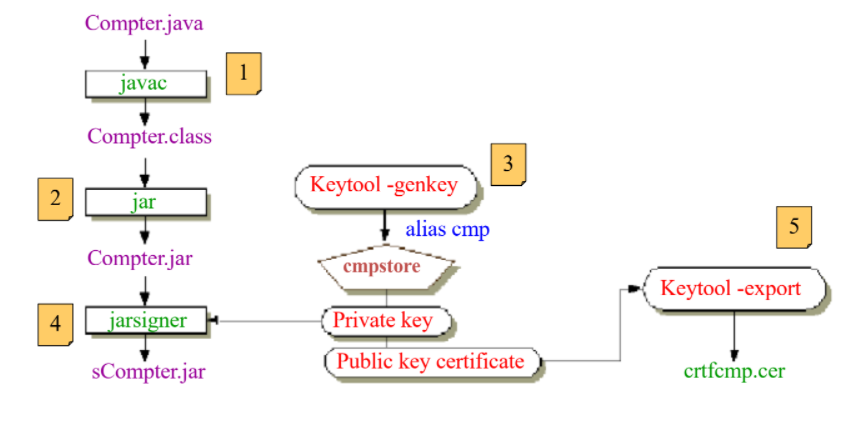 Compter.java
javac
1
Compter.class
2
jar
Compter.jar
4
jarsigner
sCompter.jar
3
Keytool -genkey
alias cmp
cmpstore
Private key
Public key certificate
5
Keytool -export
crtfcmp.cer